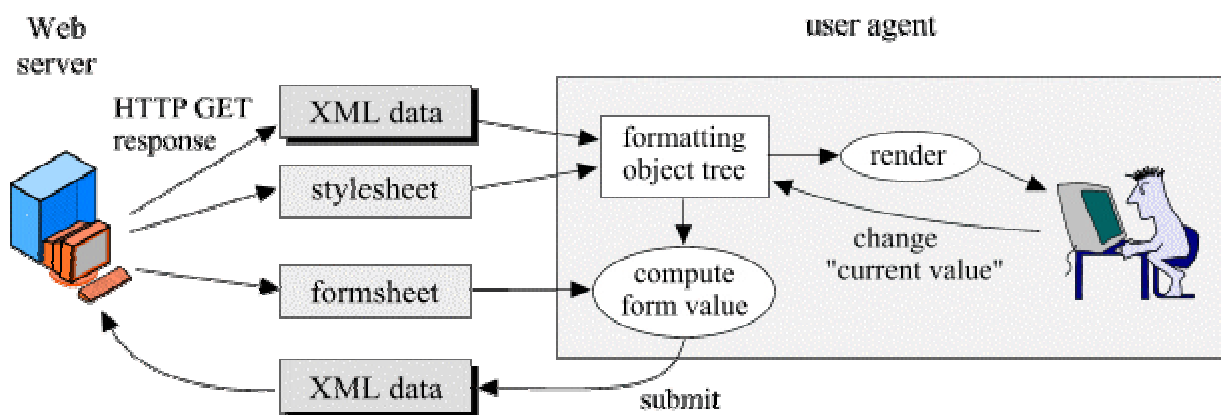 Web
server
user agent
HTTP GET
response
XML data
stylesheet
formsheet
XML data
formatting
object tree
render
change
"current value"
compute
form value
submit